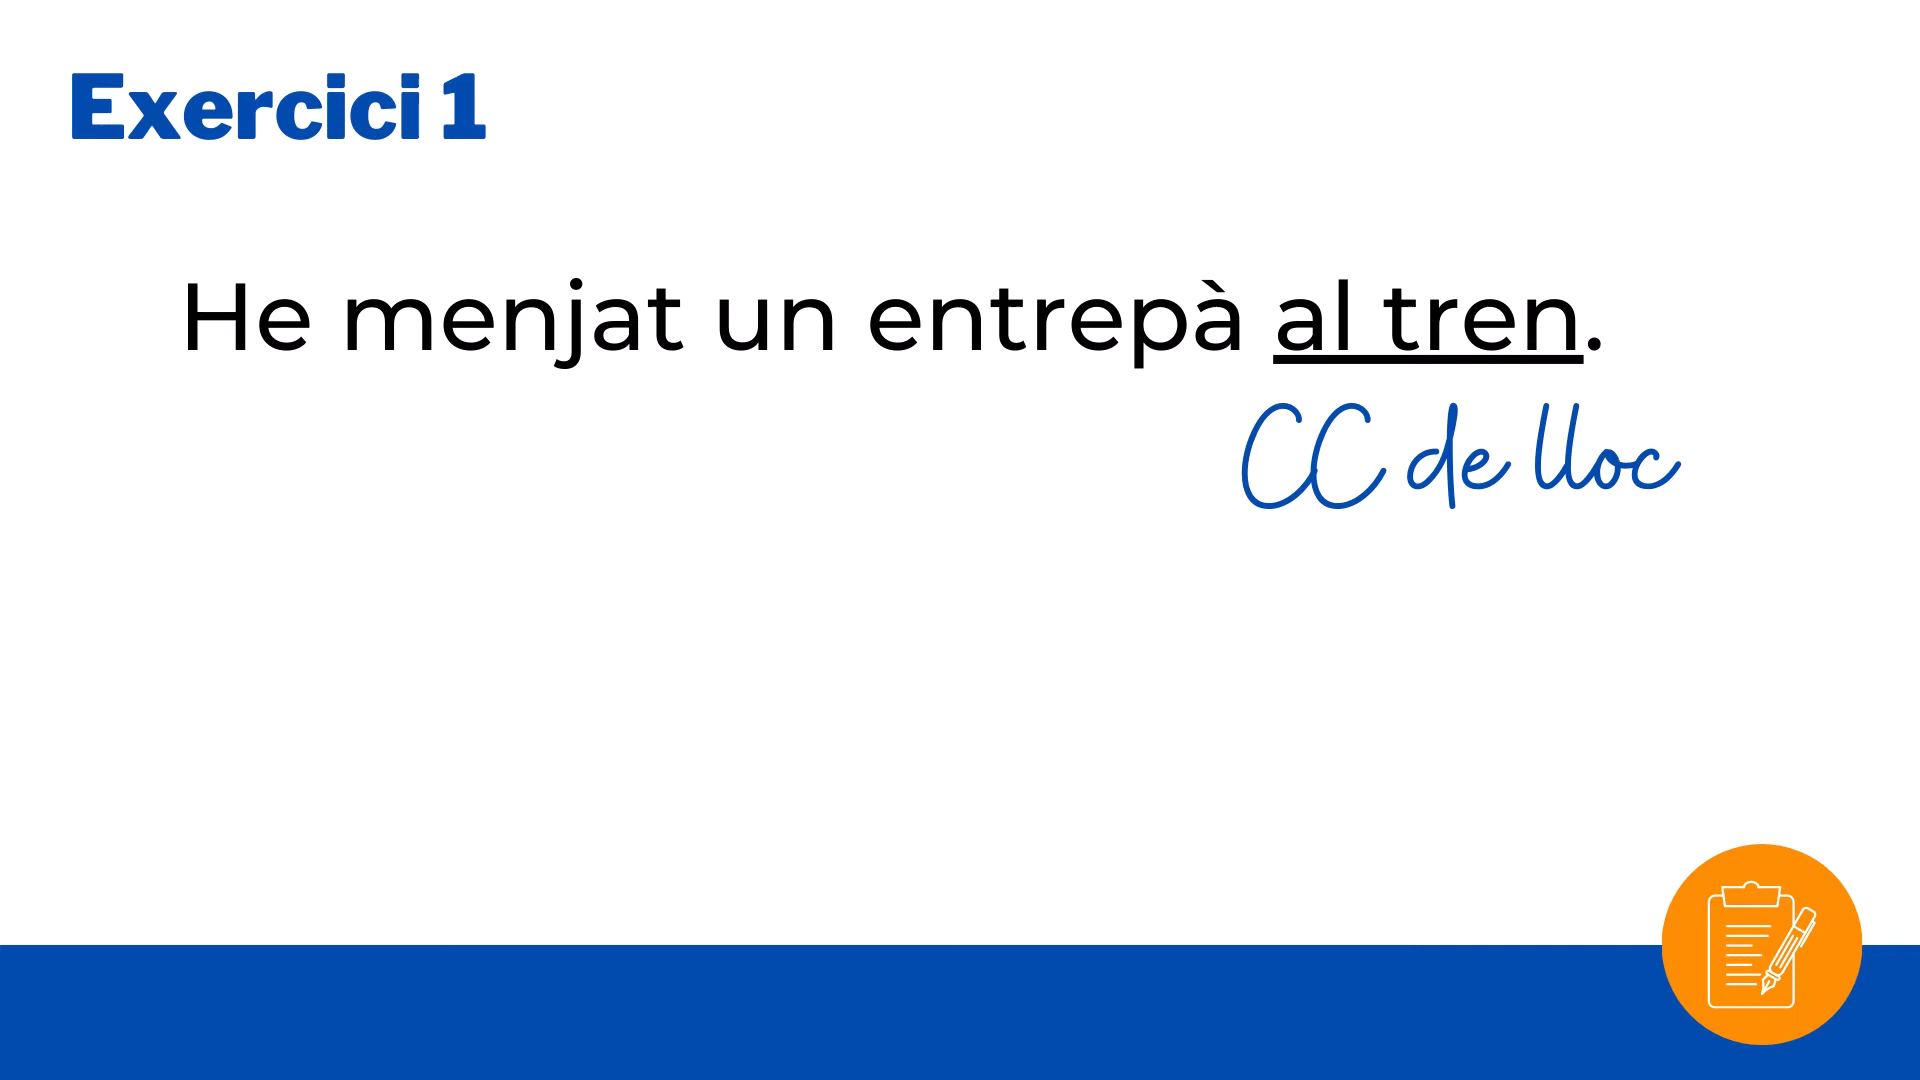 Exercici 1
He menjat un entrepà al tren.
CC de lloc